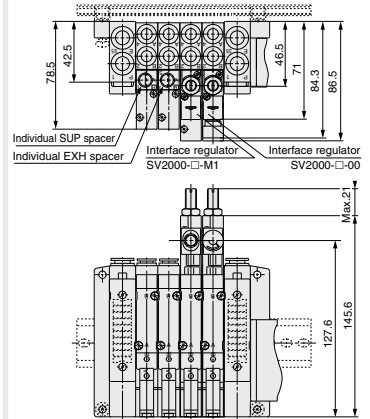 78.5
42.5
46.5
71
84.3
86.5
Individual SUP spacer
Individual EXH spacer
Interface regulator
SV2000-□-M1
Interface regulator
SV2000-□-00
Max.21
127.6
145.6